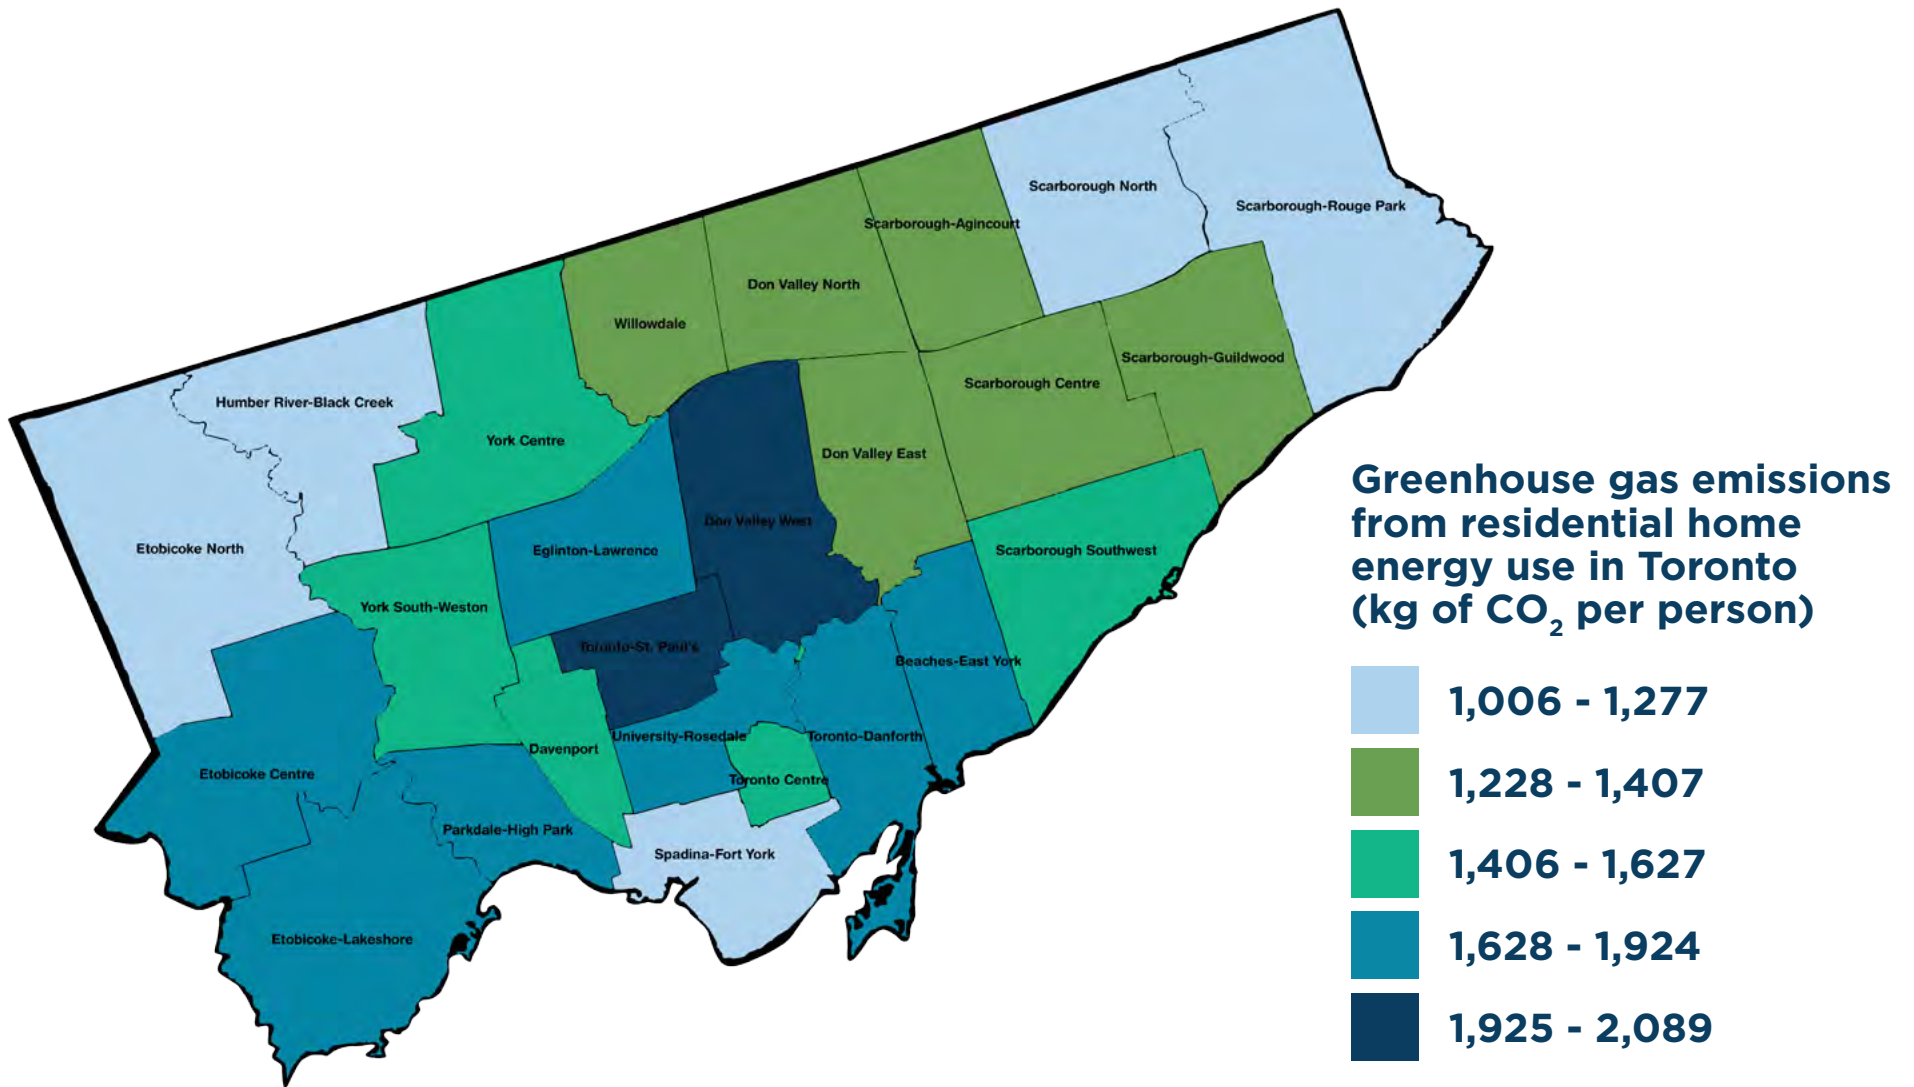 Scarborough North
Scarborough-Rouge Park
Scarborough-Agincourt
Don Valley North
Willowdale
Scarborough-Guildwood
Scarborough Centre
Humber River-Black Creek
York Centre
Don Valley East
Don Valley West
Etobicoke North
Eglinton-Lawrence
Scarborough Southwest
York South-Weston
Toronto-St. Paul's
Beaches-East York
University-Rosedale
Toronto-Danforth
Davenport
Etobicoke Centre
Toronto Centre
Parkdale-High Park
Spadina-Fort York
Etobicoke-Lakeshore
Greenhouse gas emissions
from residential home
energy use in Toronto
(kg of CO₂ per person)
1,006 - 1,277
1,228 - 1,407
1,406 - 1,627
1,628 - 1,924
1,925 - 2,089